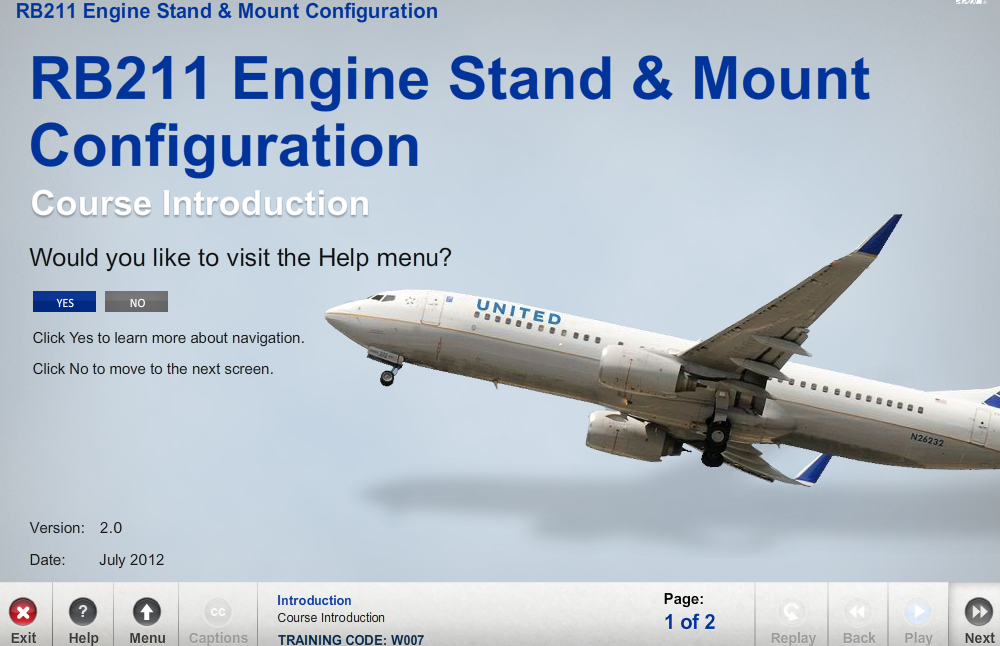 RB211 Engine Stand & Mount Configuration
RB211 Engine Stand & Mount
Configuration
Course Introduction
Would you like to visit the Help menu?
YES NO
Click Yes to learn more about navigation.
Click No to move to the next screen.
UNITED
N26232
Version: 2.0
Date: July 2012
Introduction
Course Introduction
TRAINING CODE: W007
Page:
1 of 2
CC
Exit Help Menu Captions Replay Back Play Next